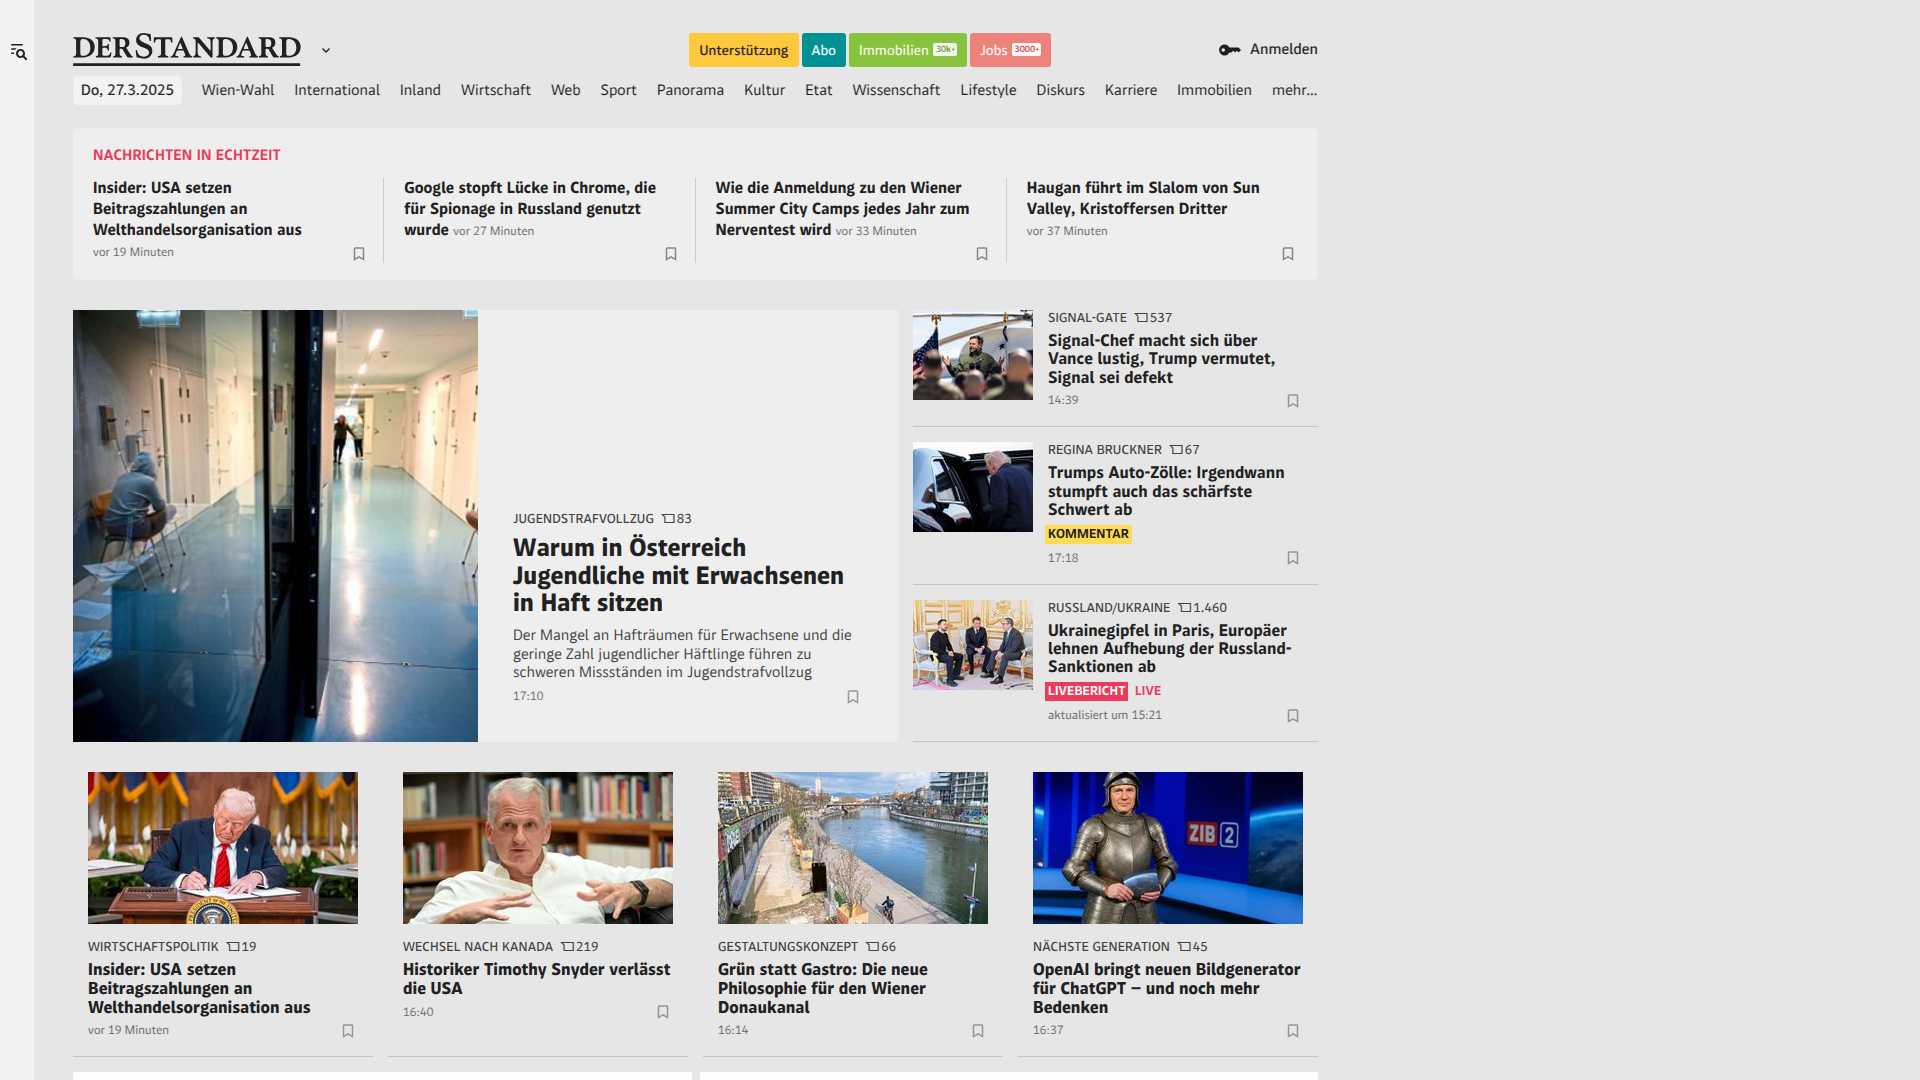 DERSTANDARD
Unterstützung
Abo
Immobilien 30k+
Jobs 3000+
Anmelden
Do, 27.3.2025
Wien-Wahl
International
Inland
Wirtschaft
Web
Sport
Panorama
Kultur
Etat
Wissenschaft
Lifestyle
Diskurs
Karriere
Immobilien
mehr...
NACHRICHTEN IN ECHTZEIT
Insider: USA setzen
Beitragszahlungen an
Welthandelsorganisation aus
vor 19 Minuten
Google stopft Lücke in Chrome, die
für Spionage in Russland genutzt
wurde vor 27 Minuten
Wie die Anmeldung zu den Wiener
Summer City Camps jedes Jahr zum
Nerventest wird vor 33 Minuten
Haugan führt im Slalom von Sun
Valley, Kristoffersen Dritter
vor 37 Minuten
JUGENDSTRAFVOLLZUG 83
Warum in Österreich
Jugendliche mit Erwachsenen
in Haft sitzen
Der Mangel an Hafträumen für Erwachsene und die
geringe Zahl jugendlicher Häftlinge führen zu
schweren Missständen im Jugendstrafvollzug
17:10
SIGNAL-GATE 537
Signal-Chef macht sich über
Vance lustig, Trump vermutet,
Signal sei defekt
14:39
REGINA BRUCKNER 67
Trumps Auto-Zölle: Irgendwann
stumpft auch das schärfste
Schwert ab
KOMMENTAR
17:18
RUSSLAND/UKRAINE 1.460
Ukrainegipfel in Paris, Europäer
lehnen Aufhebung der Russland-
Sanktionen ab
LIVEBERICHT LIVE
aktualisiert um 15:21
WIRTSCHAFTSPOLITIK 19
Insider: USA setzen
Beitragszahlungen an
Welthandelsorganisation aus
vor 19 Minuten
WECHSEL NACH KANADA 219
Historiker Timothy Snyder verlässt
die USA
16:40
GESTALTUNGSKONZEPT 66
Grün statt Gastro: Die neue
Philosophie für den Wiener
Donaukanal
16:14
ZIB 2
NÄCHSTE GENERATION 45
OpenAI bringt neuen Bildgenerator
für ChatGPT – und noch mehr
Bedenken
16:37